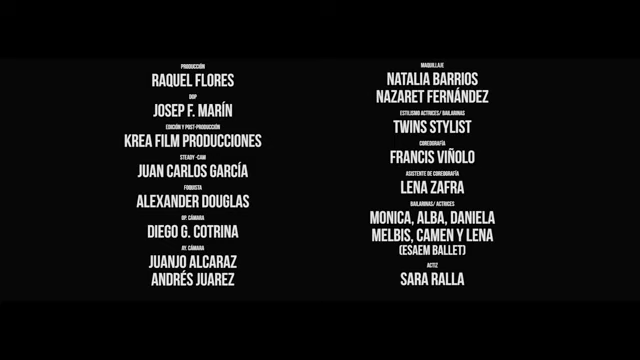 PRODUCCIÓN
RAQUEL FLORES
DOP
JOSEP F. MARÍN
EDICIÓN Y POST-PRODUCCIÓN
KREA FILM PRODUCCIONES
STEADY -CAM
JUAN CARLOS GARCÍA
FOQUISTA
ALEXANDER DOUGLAS
OP. CÁMARA
DIEGO G. COTRINA
AY. CÁMARA
JUANJO ALCARAZ
ANDRÉS JUAREZ
MAQUILLAJE
NATALIA BARRIOS
NAZARET FERNÁNDEZ
ESTILISMO ACTRICES/ BAILARINAS
TWINS STYLIST
COREOGRAFÍA
FRANCIS VIÑOLO
ASISTENTE DE COREOGRAFÍA
LENA ZAFRA
BAILARINAS/ ACTRICES
MONICA, ALBA, DANIELA
MELBIS, CAMEN Y LENA
(ESAEM BALLET)
ACTIZ
SARA RALLA